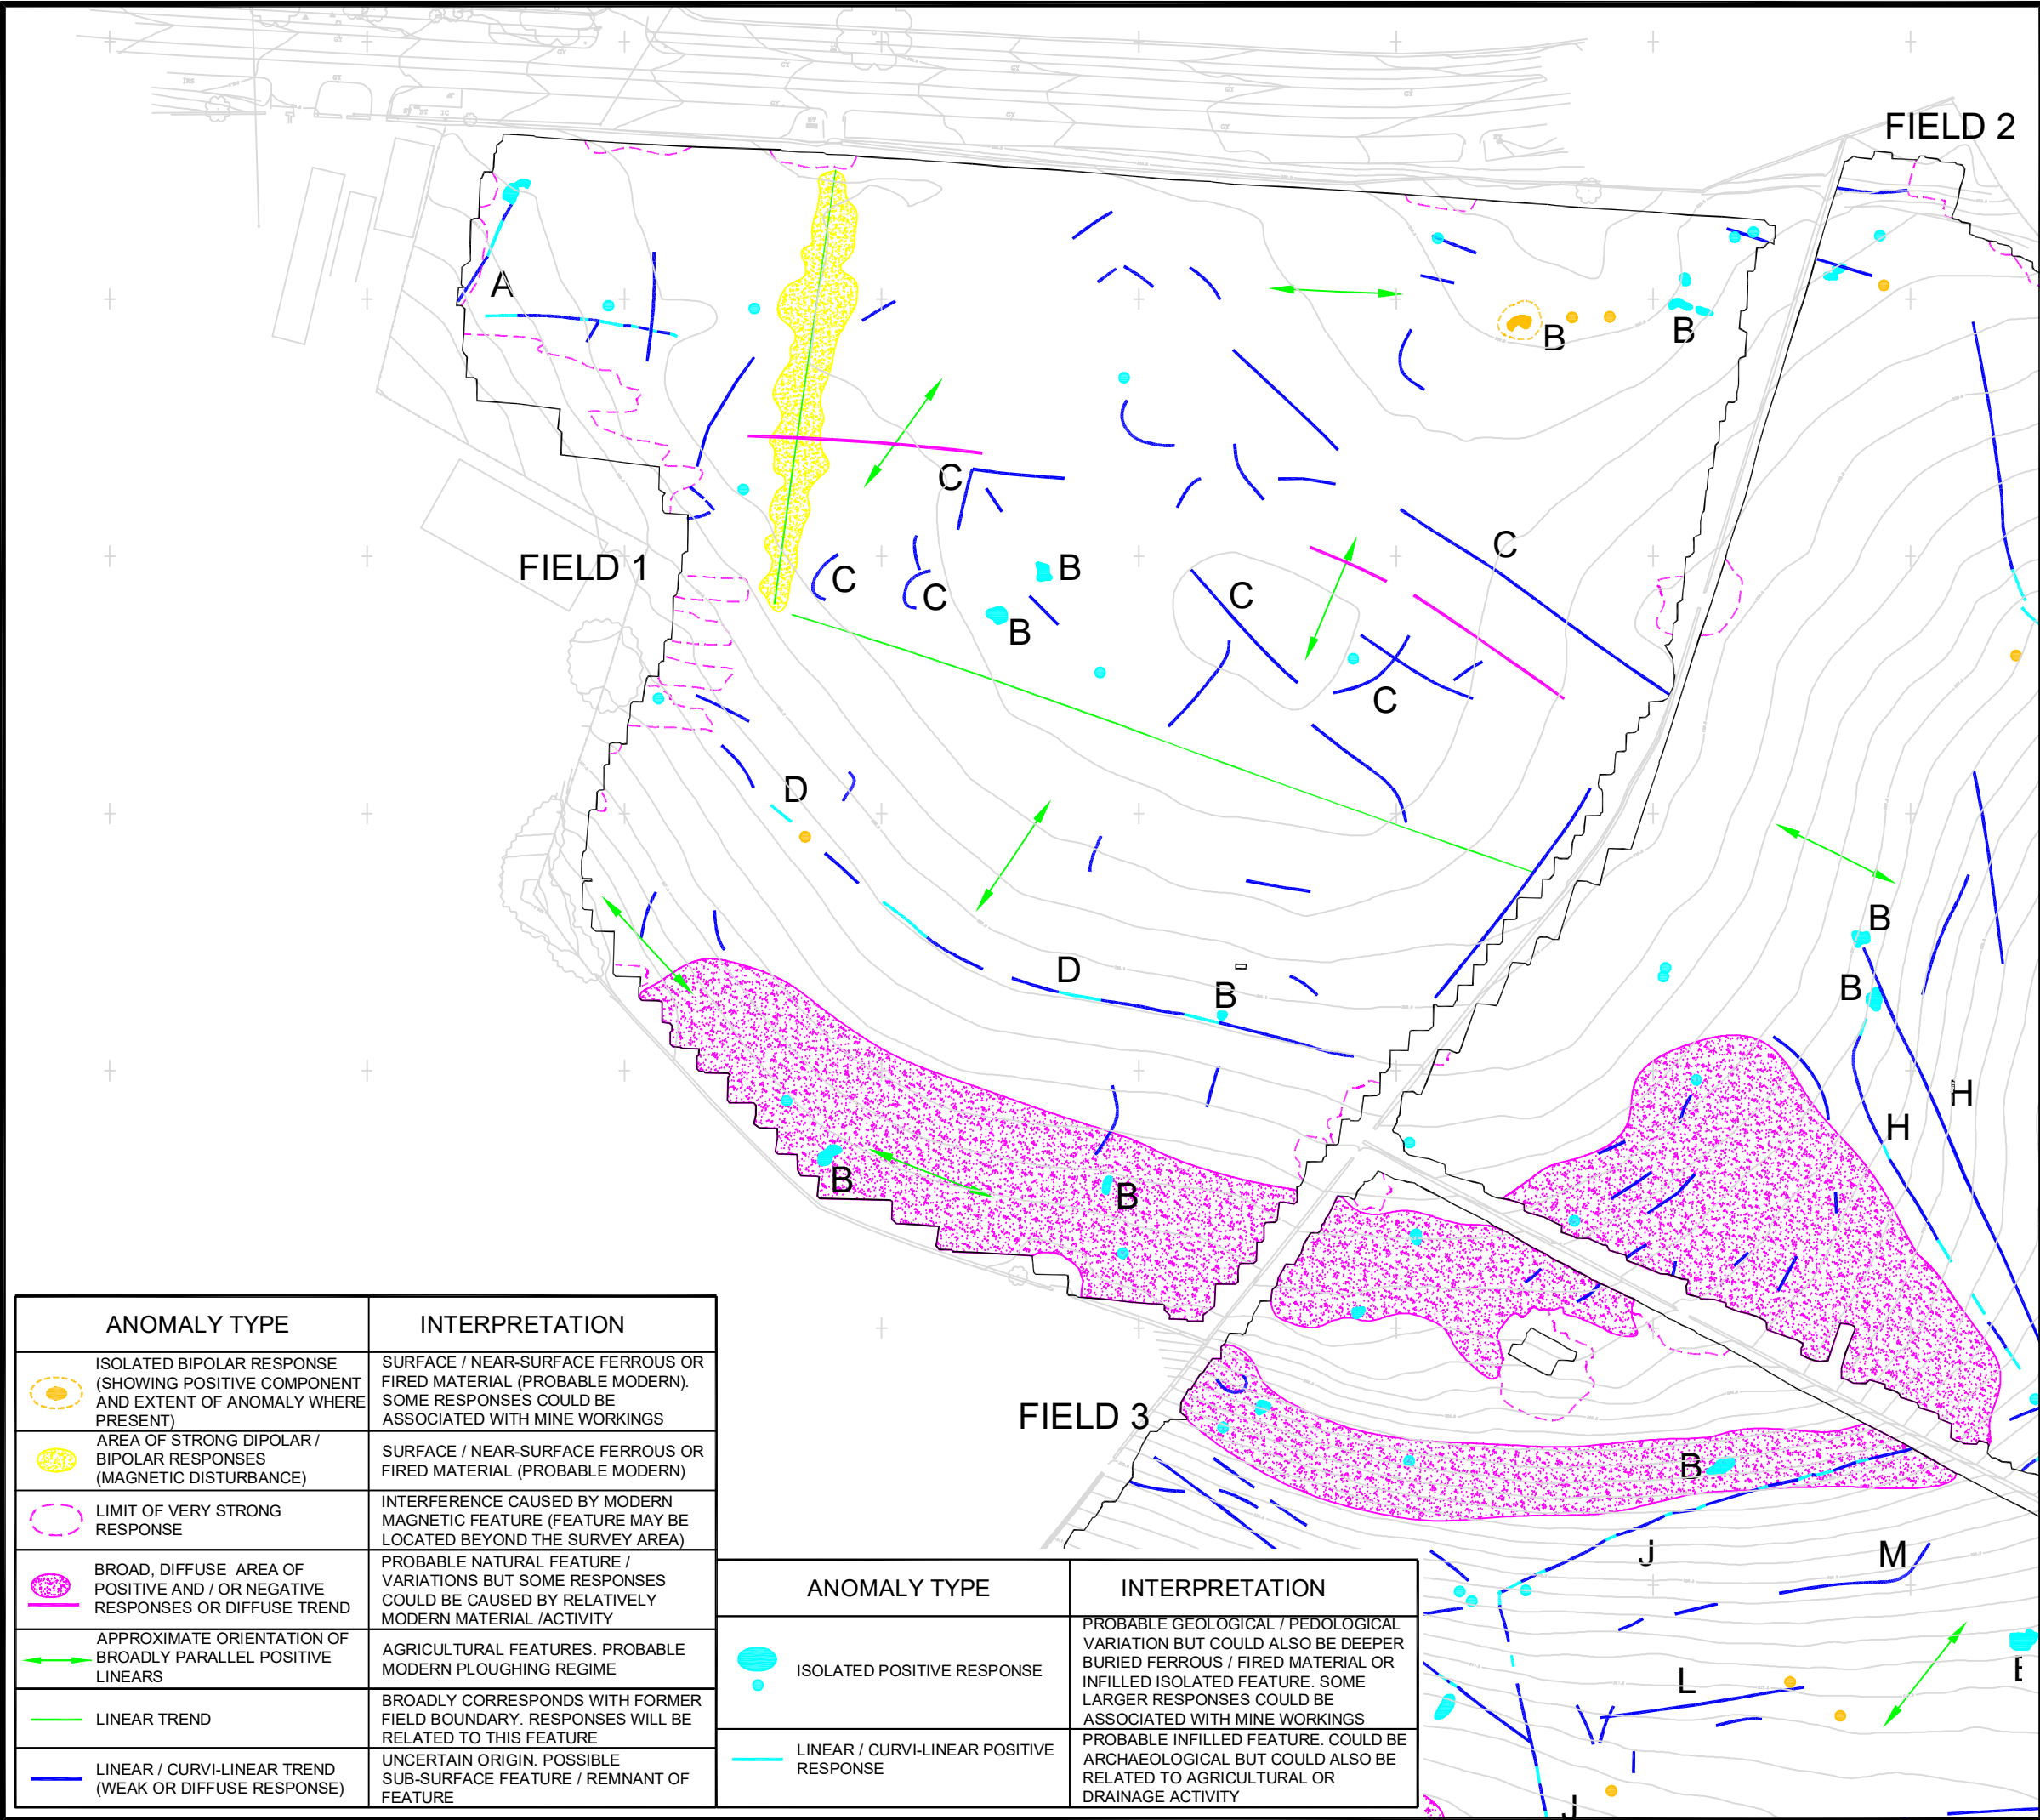 FIELD 2
A
B
B
C
C
FIELD 1
B
C
C
C
B
C
D
B
D
B
B
H
H
B
B
FIELD 3
B
J
M
L
J
ANOMALY TYPE
INTERPRETATION
ISOLATED BIPOLAR RESPONSE
(SHOWING POSITIVE COMPONENT
AND EXTENT OF ANOMALY WHERE
PRESENT)
SURFACE / NEAR-SURFACE FERROUS OR
FIRED MATERIAL (PROBABLE MODERN).
SOME RESPONSES COULD BE
ASSOCIATED WITH MINE WORKINGS
AREA OF STRONG DIPOLAR /
BIPOLAR RESPONSES
(MAGNETIC DISTURBANCE)
SURFACE / NEAR-SURFACE FERROUS OR
FIRED MATERIAL (PROBABLE MODERN)
LIMIT OF VERY STRONG
RESPONSE
INTERFERENCE CAUSED BY MODERN
MAGNETIC FEATURE (FEATURE MAY BE
LOCATED BEYOND THE SURVEY AREA)
BROAD, DIFFUSE AREA OF
POSITIVE AND / OR NEGATIVE
RESPONSES OR DIFFUSE TREND
PROBABLE NATURAL FEATURE /
VARIATIONS BUT SOME RESPONSES
COULD BE CAUSED BY RELATIVELY
MODERN MATERIAL /ACTIVITY
APPROXIMATE ORIENTATION OF
BROADLY PARALLEL POSITIVE
LINEARS
AGRICULTURAL FEATURES. PROBABLE
MODERN PLOUGHING REGIME
LINEAR TREND
BROADLY CORRESPONDS WITH FORMER
FIELD BOUNDARY. RESPONSES WILL BE
RELATED TO THIS FEATURE
LINEAR / CURVI-LINEAR TREND
(WEAK OR DIFFUSE RESPONSE)
UNCERTAIN ORIGIN. POSSIBLE
SUB-SURFACE FEATURE / REMNANT OF
FEATURE
ANOMALY TYPE
INTERPRETATION
ISOLATED POSITIVE RESPONSE
PROBABLE GEOLOGICAL / PEDOLOGICAL
VARIATION BUT COULD ALSO BE DEEPER
BURIED FERROUS / FIRED MATERIAL OR
INFILLED ISOLATED FEATURE. SOME
LARGER RESPONSES COULD BE
ASSOCIATED WITH MINE WORKINGS
LINEAR / CURVI-LINEAR POSITIVE
RESPONSE
PROBABLE INFILLED FEATURE. COULD BE
ARCHAEOLOGICAL BUT COULD ALSO BE
RELATED TO AGRICULTURAL OR
DRAINAGE ACTIVITY